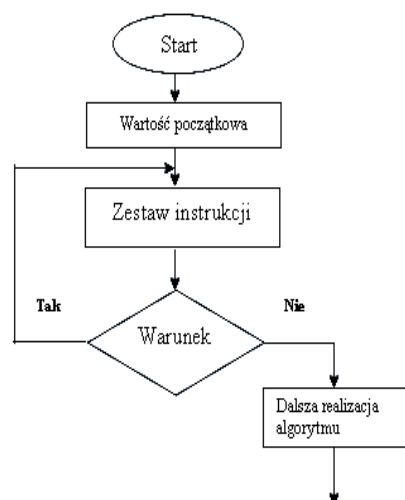 Start
Wartość początkowa
Zestaw instrukcji
Tak
Nie
Warunek
Dalsza realizacja
algorytmu